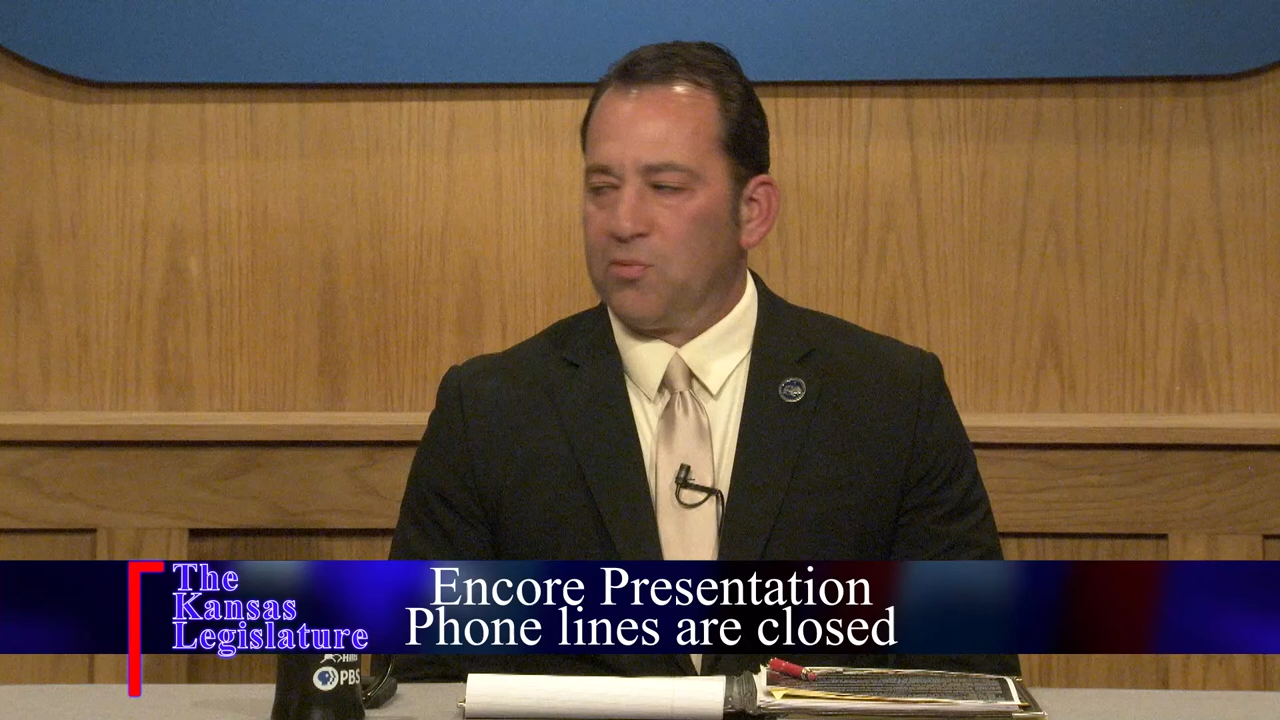 The
Kansas
Legislature
Encore Presentation
Phone lines are closed
PBS